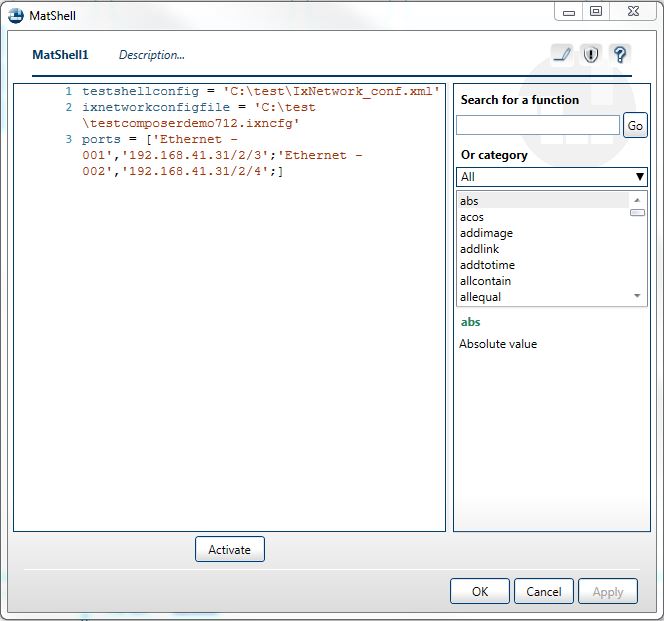 MatShell
MatShell1 Description...
1 testshellconfig = 'C:\test\IxNetwork_conf.xml'
2 ixnetworkconfigfile = 'C:\test
\testcomposerdemo712.ixncfg'
3 ports = ['Ethernet -
001','192.168.41.31/2/3';'Ethernet -
002','192.168.41.31/2/4';]
Search for a function
Go
Or category
All
abs
acos
addimage
addlink
addtotime
allcontain
allequal
abs
Absolute value
Activate
OK Cancel Apply